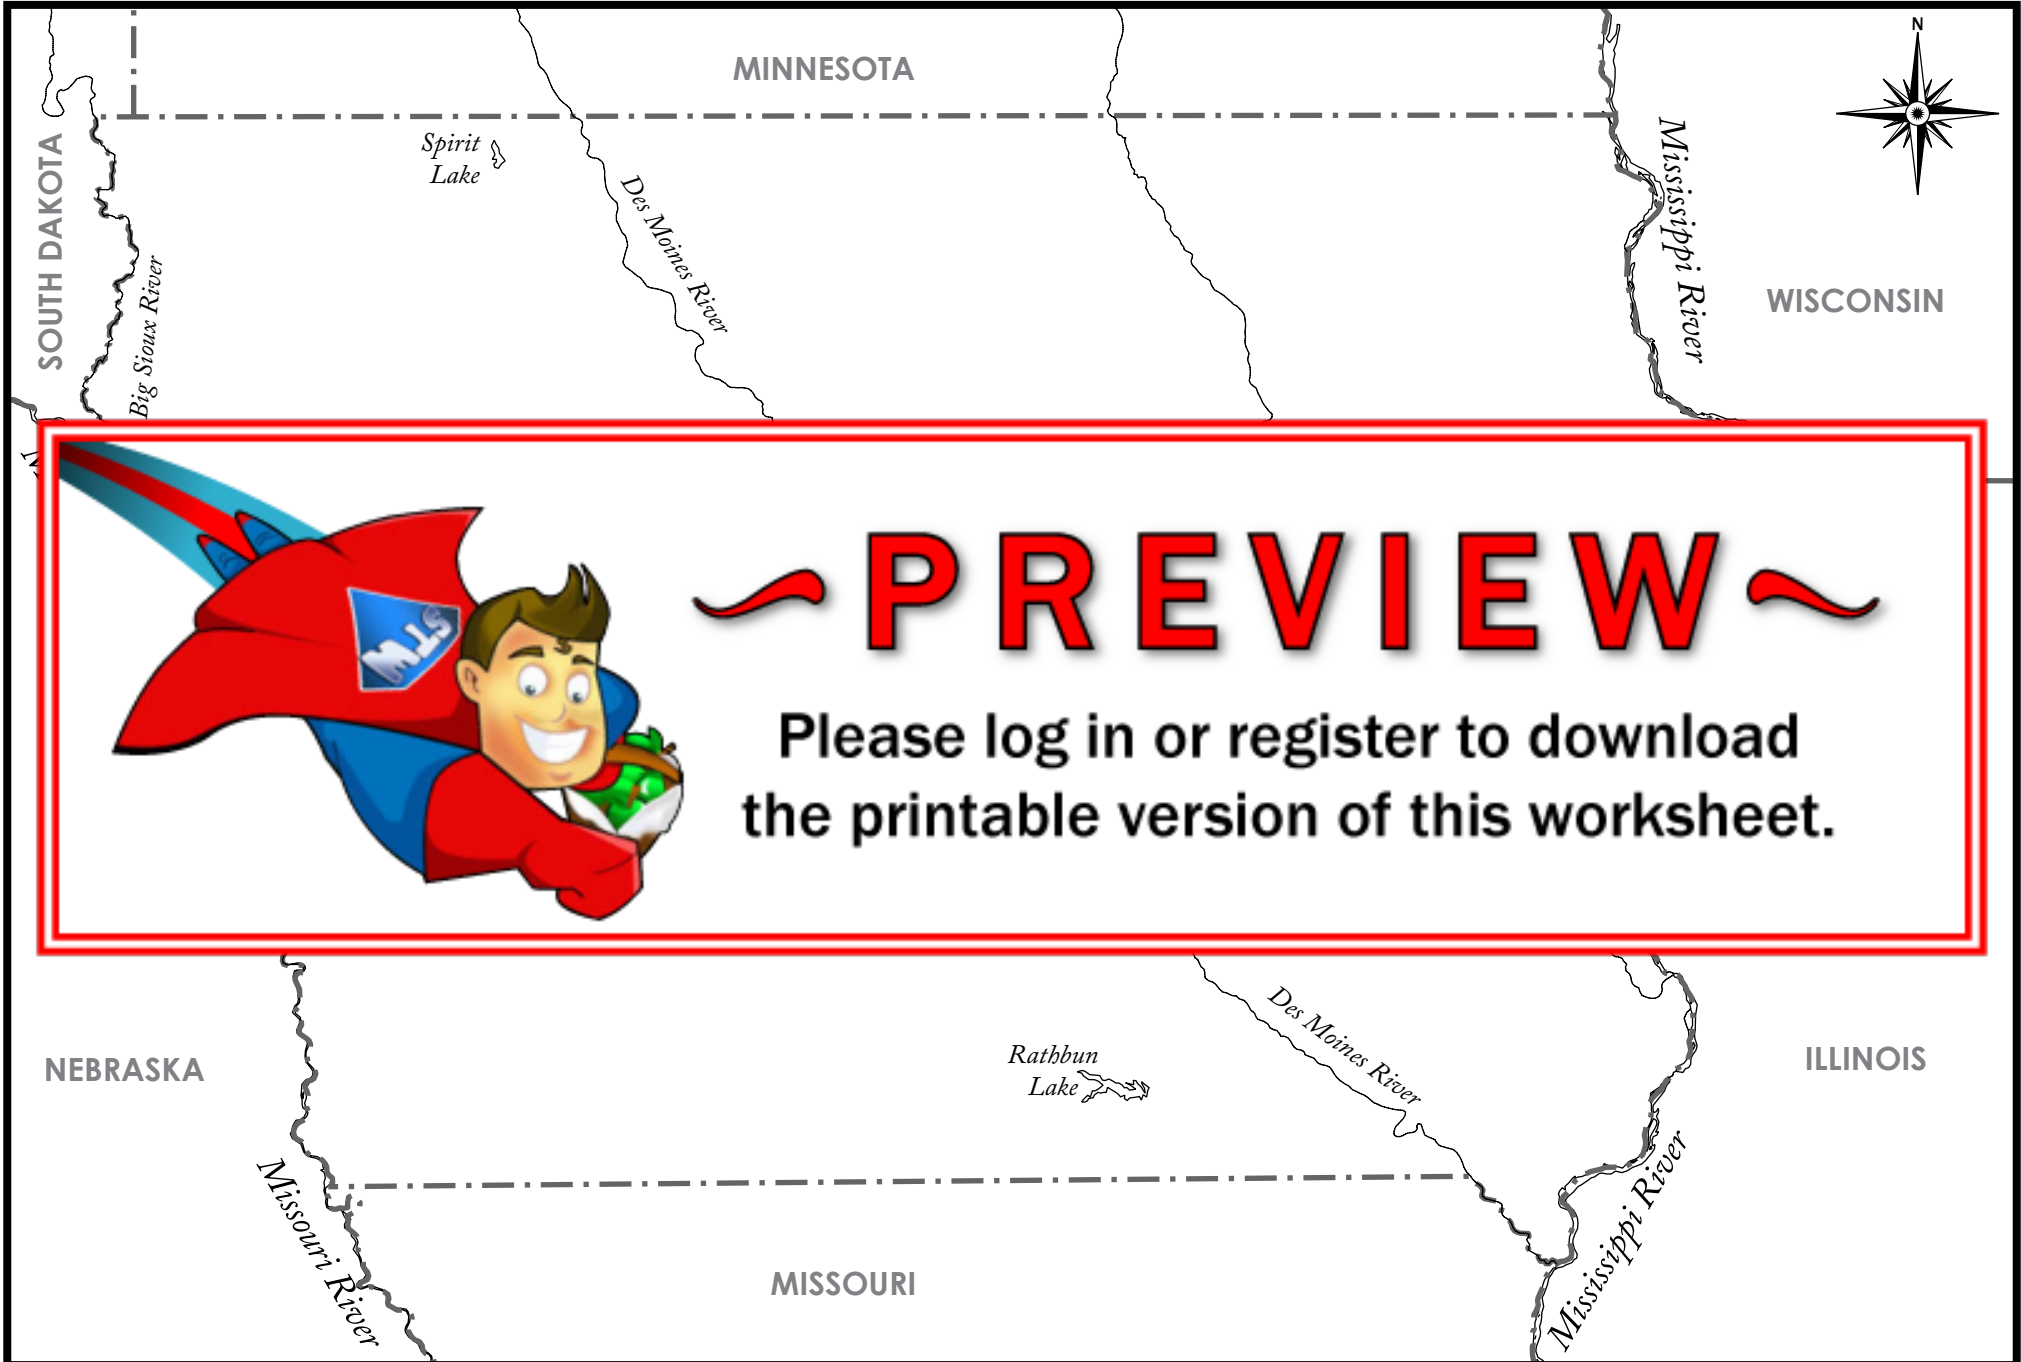 N
MINNESOTA
Spirit
Lake
Des Moines River
Mississippi River
SOUTH DAKOTA
Big Sioux River
WISCONSIN
STW
~PREVIEW~
Please log in or register to download
the printable version of this worksheet.
Des Moines River
Rathbun
Lake
NEBRASKA
ILLINOIS
Missouri River
Mississippi River
MISSOURI